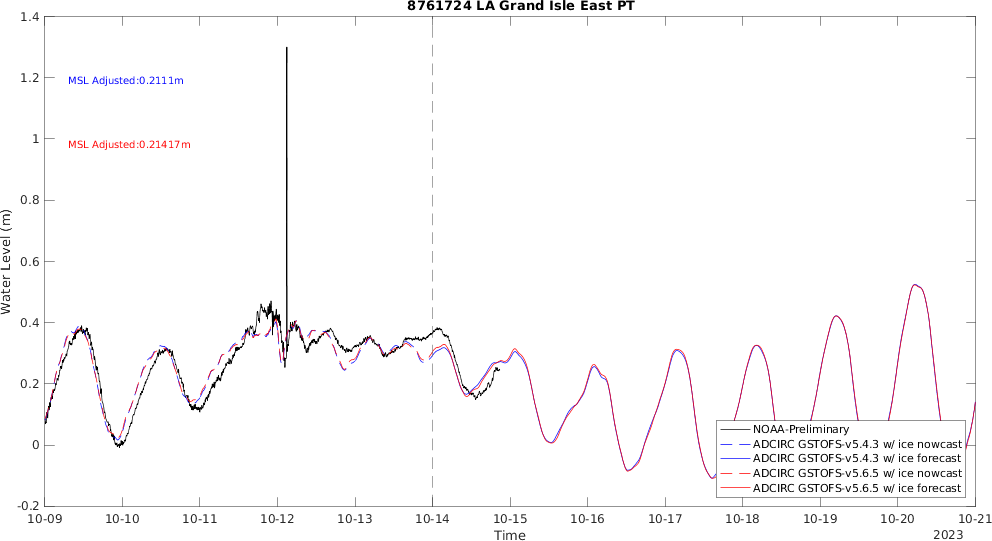 8761724 LA Grand Isle East PT
1.4
1.2
1
0.8
0.6
0.4
0.2
0
-0.2
Water Level (m)
MSL Adjusted:0.2111m
MSL Adjusted:0.21417m
NOAA-Preliminary
ADCIRC GSTOFS-v5.4.3 w/ ice nowcast
ADCIRC GSTOFS-v5.4.3 w/ ice forecast
ADCIRC GSTOFS-v5.6.5 w/ ice nowcast
ADCIRC GSTOFS-v5.6.5 w/ ice forecast
10-09 10-10 10-11 10-12 10-13 10-14 10-15 10-16 10-17 10-18 10-19 10-20 10-21
Time
2023